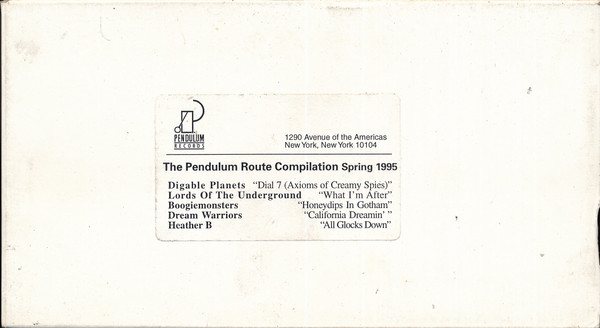 PENDULUM
RECORDS
1290 Avenue of the Americas
New York, New York 10104
The Pendulum Route Compilation Spring 1995
Digable Planets "Dial 7 (Axioms of Creamy Spies)"
Lords Of The Underground "What I'm After"
Boogiemonsters "Honeydips In Gotham"
Dream Warriors "California Dreamin' "
Heather B "All Glocks Down"